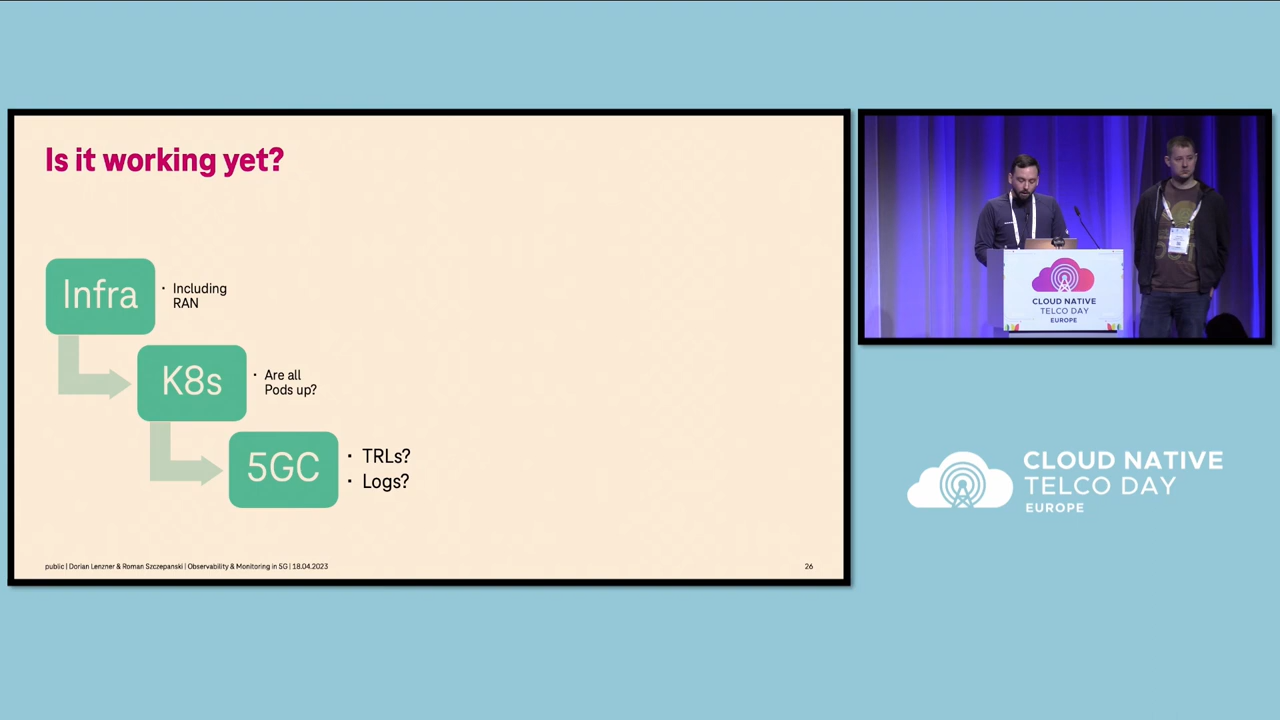 Is it working yet?
Infra
• Including
RAN
K8s
• Are all
Pods up?
5GC
• TRLs?
• Logs?
public | Dorian Lenzner & Roman Szczepanski | Observability & Monitoring in 5G | 18.04.2023
26
CLOUD NATIVE
TELCO DAY
EUROPE
CLOUD NATIVE
TELCO DAY
EUROPE